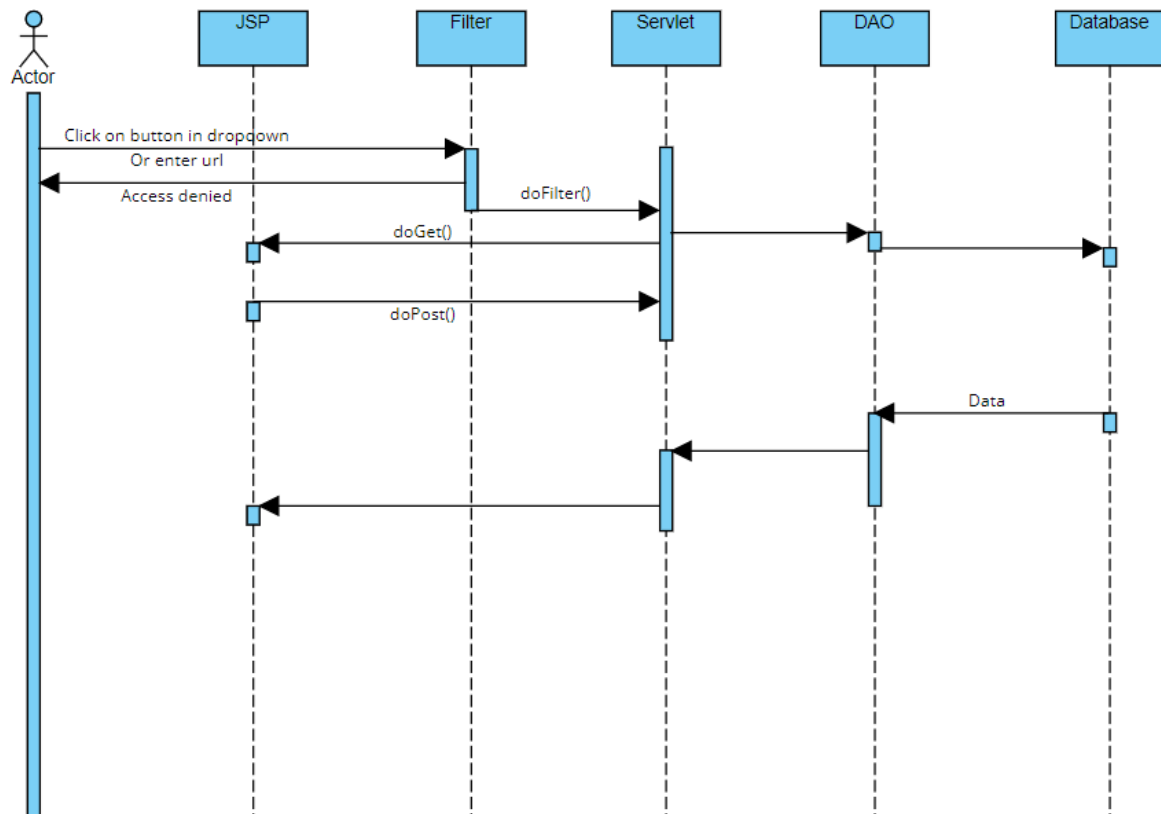 JSP
Filter
Servlet
DAO
Database
Actor
Click on button in dropdown
Or enter url
Access denied
doFilter()
doGet()
doPost()
Data